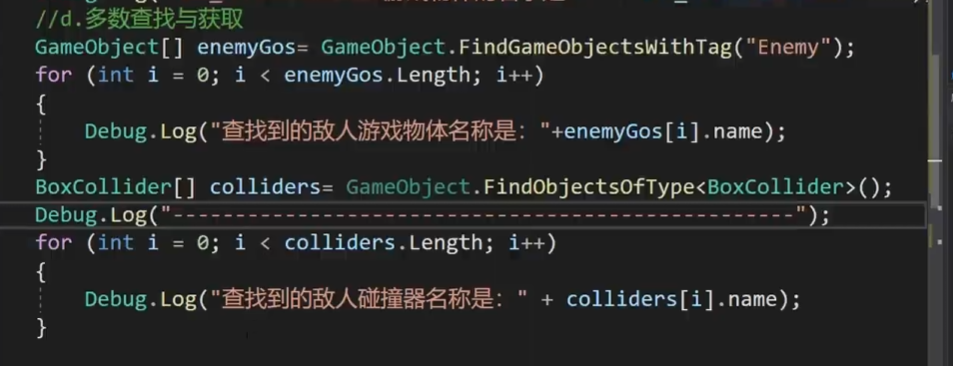 //d.多数查找与获取
GameObject[] enemyGos= GameObject.FindGameObjectsWithTag("Enemy");
for (int i = 0; i < enemyGos.Length; i++)
{
Debug.Log("查找到的敌人游戏物体名称是："+enemyGos[i].name);
}
BoxCollider[] colliders= GameObject.FindObjectsOfType<BoxCollider>();
Debug.Log("--------------------------------------------------");
for (int i = 0; i < colliders.Length; i++)
{
Debug.Log("查找到的敌人碰撞器名称是：" + colliders[i].name);
}